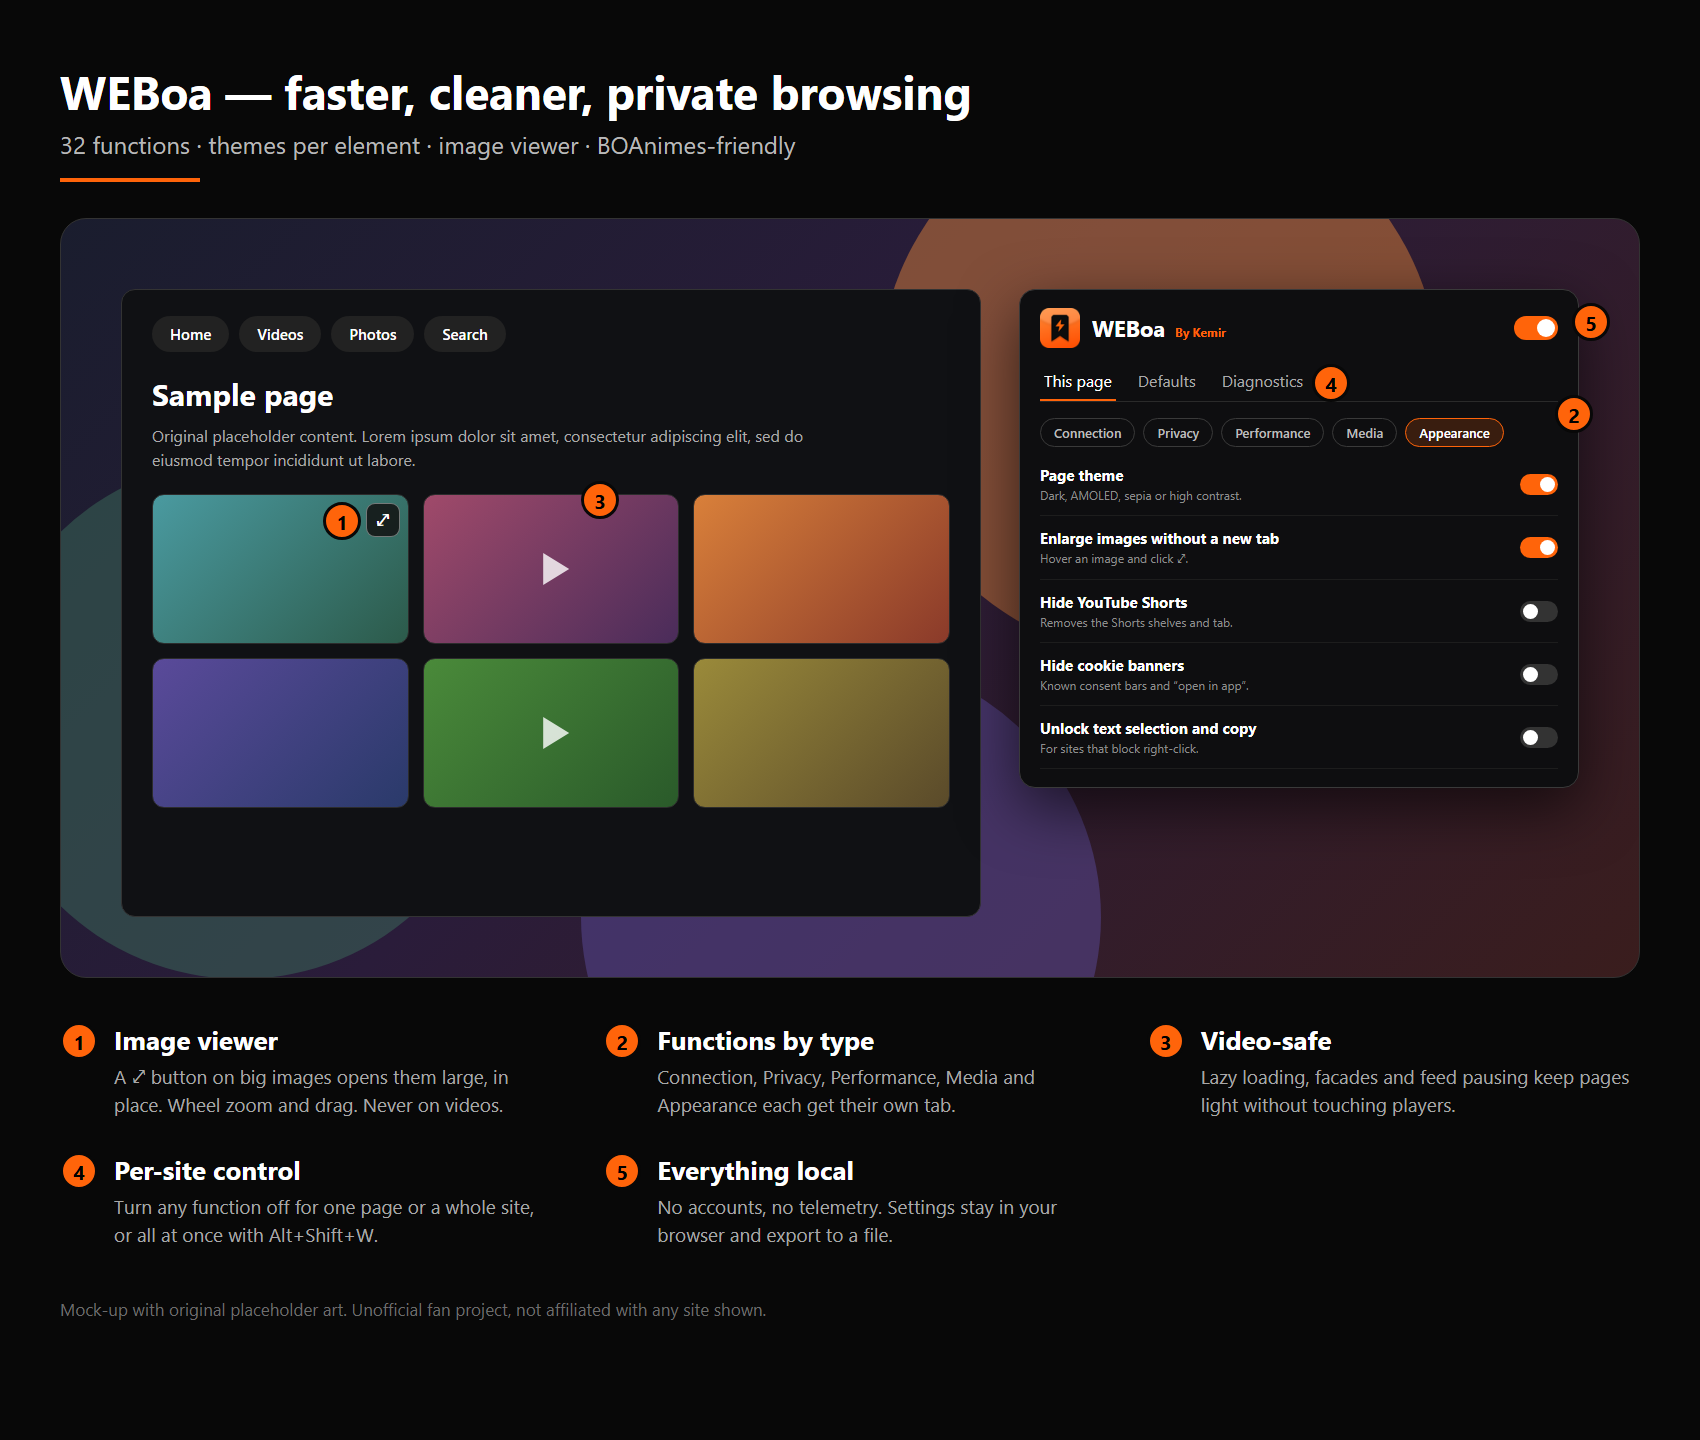 WEBoa — faster, cleaner, private browsing
32 functions · themes per element · image viewer · BOAnimes-friendly
Home
Videos
Photos
Search
Sample page
Original placeholder content. Lorem ipsum dolor sit amet, consectetur adipiscing elit, sed do
eiusmod tempor incididunt ut labore.
1
⤢
3
WEBoa By Kemir
5
This page
Defaults
Diagnostics
4
2
Connection
Privacy
Performance
Media
Appearance
Page theme
Dark, AMOLED, sepia or high contrast.
Enlarge images without a new tab
Hover an image and click ⤢.
Hide YouTube Shorts
Removes the Shorts shelves and tab.
Hide cookie banners
Known consent bars and “open in app”.
Unlock text selection and copy
For sites that block right-click.
1 Image viewer
A ⤢ button on big images opens them large, in
place. Wheel zoom and drag. Never on videos.
2 Functions by type
Connection, Privacy, Performance, Media and
Appearance each get their own tab.
3 Video-safe
Lazy loading, facades and feed pausing keep pages
light without touching players.
4 Per-site control
Turn any function off for one page or a whole site,
or all at once with Alt+Shift+W.
5 Everything local
No accounts, no telemetry. Settings stay in your
browser and export to a file.
Mock-up with original placeholder art. Unofficial fan project, not affiliated with any site shown.